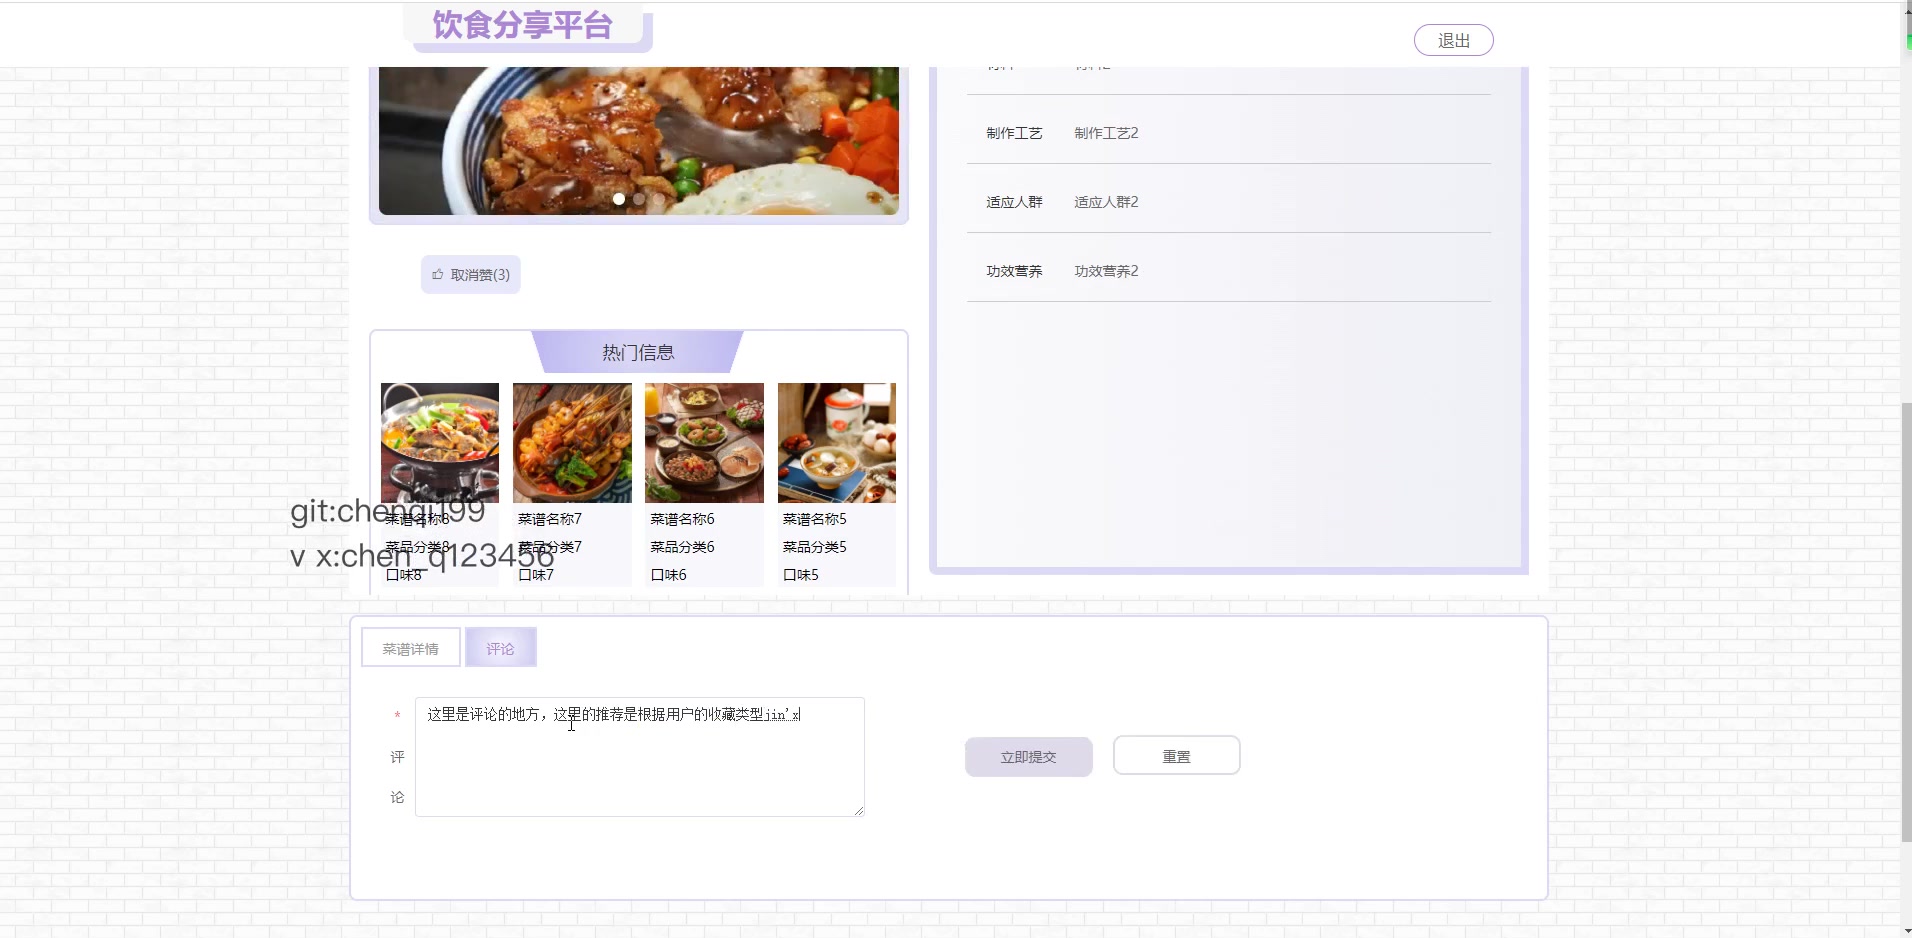 饮食分享平台
退出
制作工艺 制作工艺2
适应人群 适应人群2
功效营养 功效营养2
取消赞(3)
热门信息
菜谱名称8 菜谱名称7 菜谱名称6 菜谱名称5
菜品分类8 菜品分类7 菜品分类6 菜品分类5
口味8 口味7 口味6 口味5
git:chenqi199
v x:chen_q123456
菜谱详情 评论
* 评论
这里是评论的地方，这里的推荐是根据用户的收藏类型jin'x
立即提交 重置